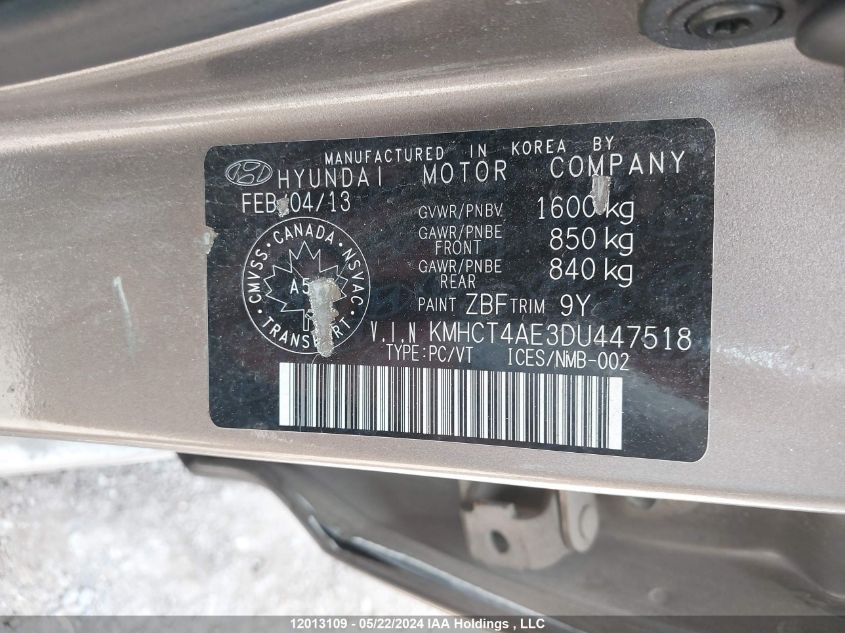 MANUFACTURED IN KOREA BY
HYUNDAI MOTOR COMPANY
FEB 04/13
GVWR/PNBV 1600 kg
GAWR/PNBE FRONT 850 kg
GAWR/PNBE REAR 840 kg
PAINT ZBF TRIM 9Y
CANADA
CMVSS · NSVAC
TRANSPORT
V.I.N KMHCT4AE3DU447518
TYPE:PC/VT ICES/NMB-002
12013109 - 05/22/2024 IAA Holdings, LLC